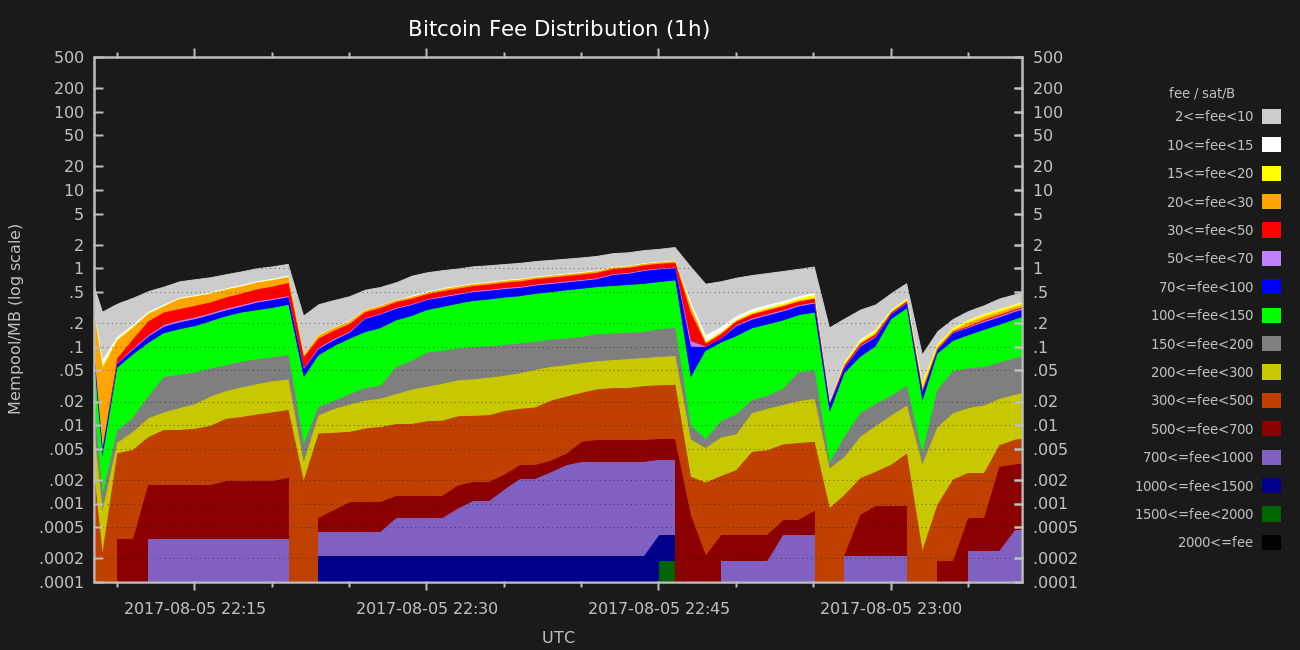 Bitcoin Fee Distribution (1h)
500 500
200 200
100 100
50 50
20 20
10 10
5 5
2 2
1 1
.5 .5
.2 .2
.1 .1
.05 .05
.02 .02
.01 .01
.005 .005
.002 .002
.001 .001
.0005 .0005
.0002 .0002
.0001 .0001
Mempool/MB (log scale)
2017-08-05 22:15 2017-08-05 22:30 2017-08-05 22:45 2017-08-05 23:00
UTC
fee / sat/B
2<=fee<10
10<=fee<15
15<=fee<20
20<=fee<30
30<=fee<50
50<=fee<70
70<=fee<100
100<=fee<150
150<=fee<200
200<=fee<300
300<=fee<500
500<=fee<700
700<=fee<1000
1000<=fee<1500
1500<=fee<2000
2000<=fee